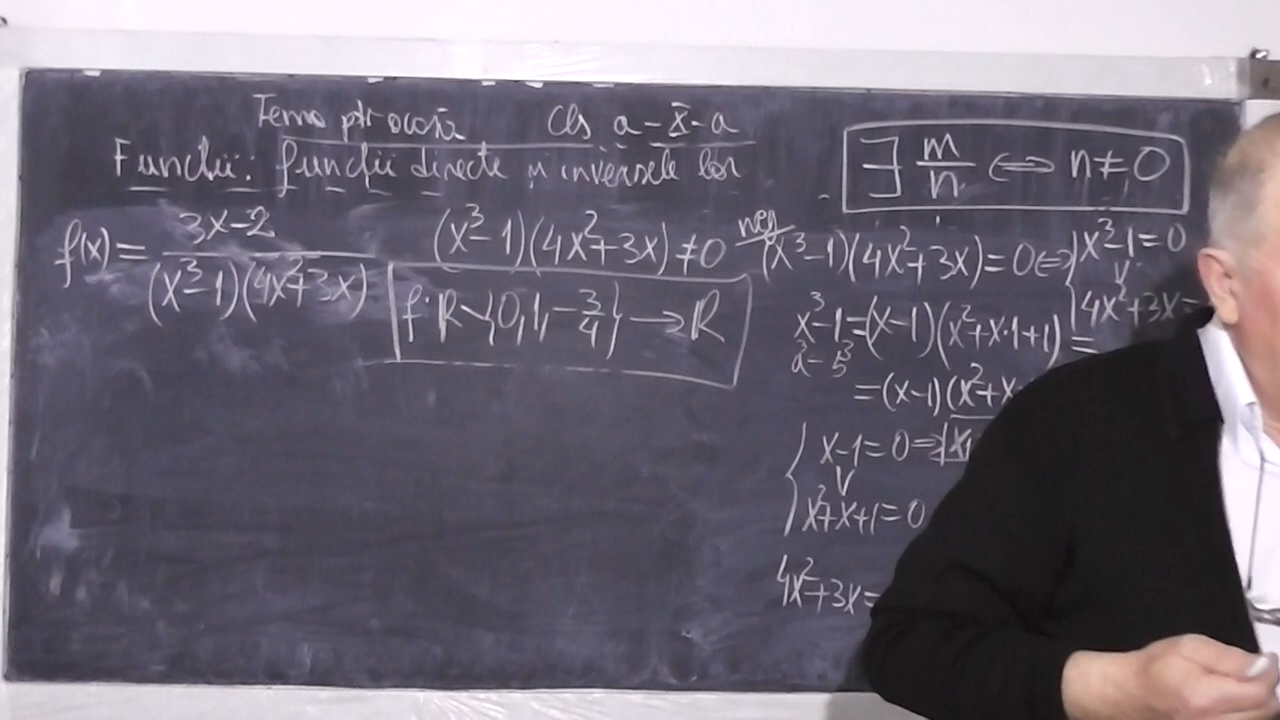 Tema ptr acasă cls a-X-a
Funcții: funcții directe și inversele lor
∃ m/n ⟺ n≠0
f(x)= (3x-2)/((x³-1)(4x²+3x))
(x³-1)(4x²+3x)≠0
f:R\{0,1,-3/4}→R
neg
(x³-1)(4x²+3x)=0⟺
x³-1=0
∨
4x²+3x=
x³-1=(x-1)(x²+x·1+1)=
a³-b³
=(x-1)(x²+x
x-1=0⇒
∨
x²+x+1=0
4x²+3x=